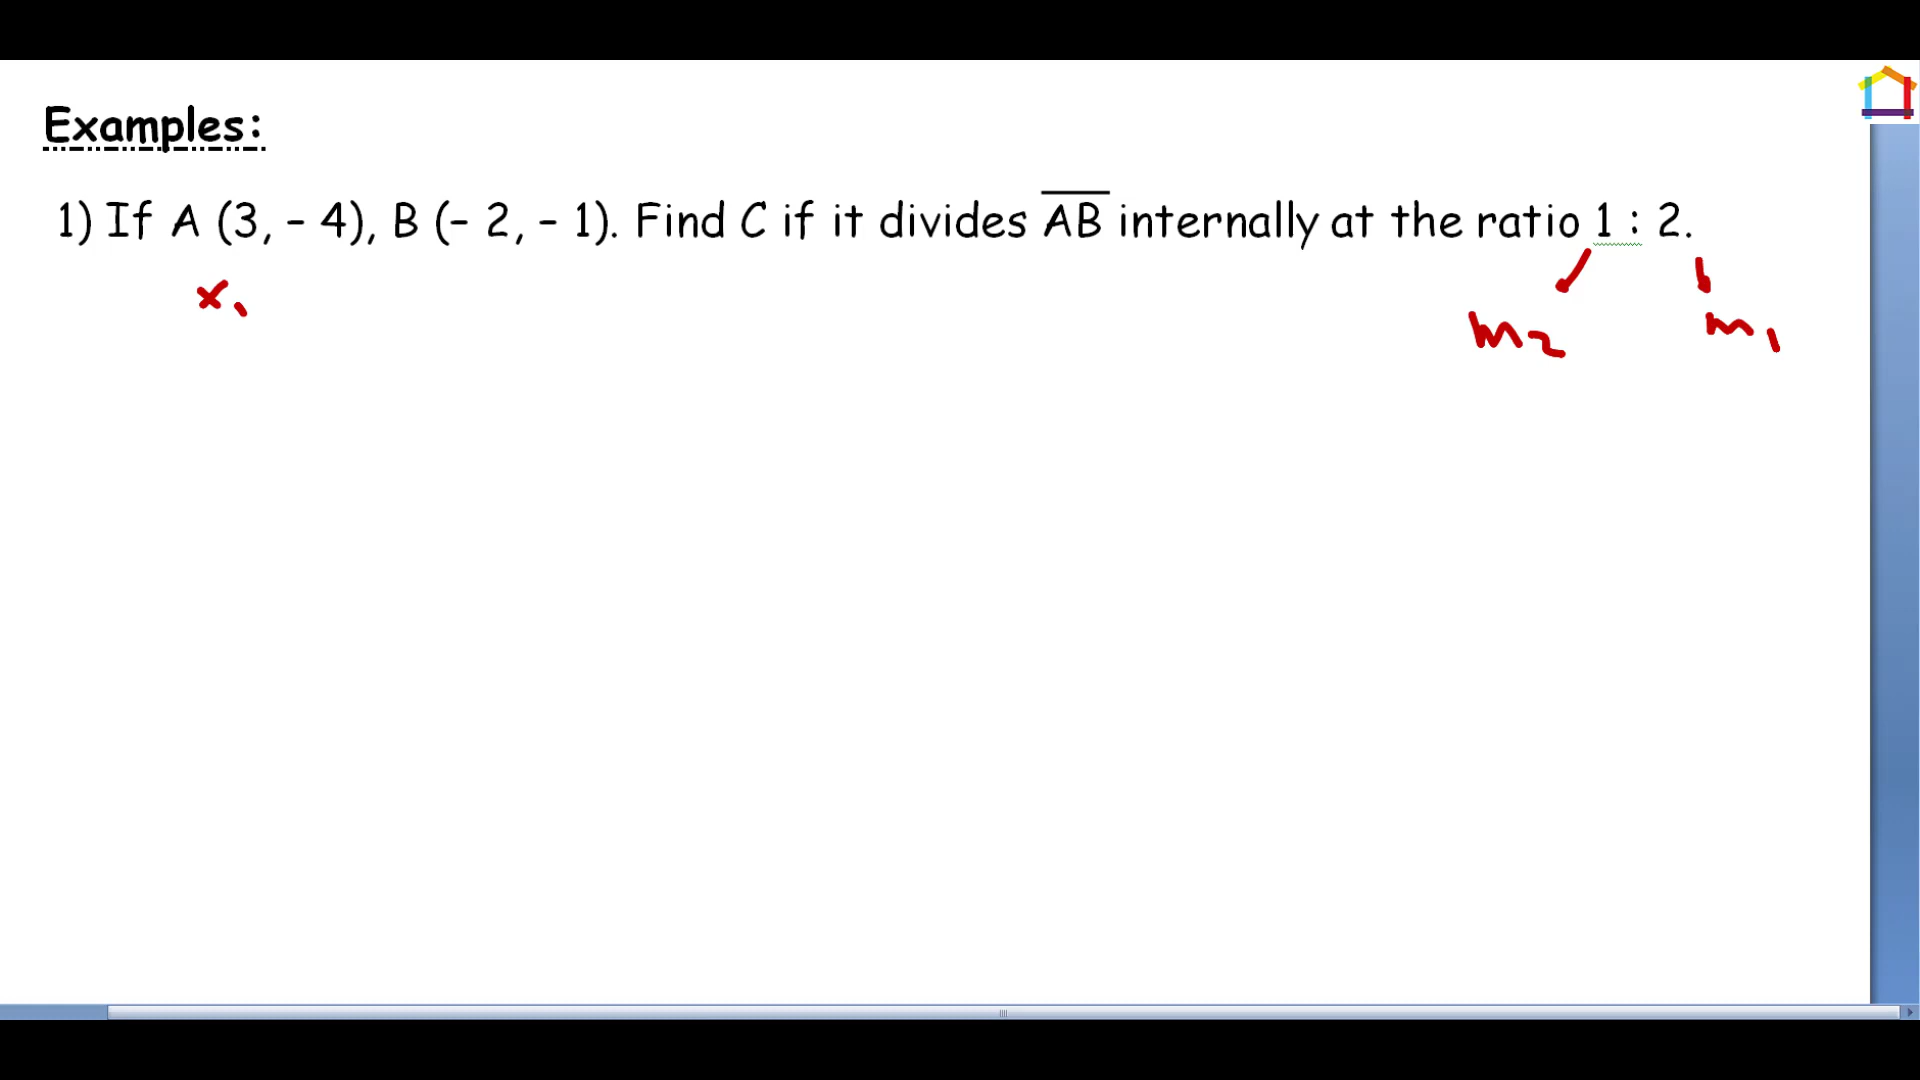 Examples:
1) If A (3, – 4), B (– 2, – 1). Find C if it divides A̅B̅ internally at the ratio 1 : 2.
x₁
m₂ m₁